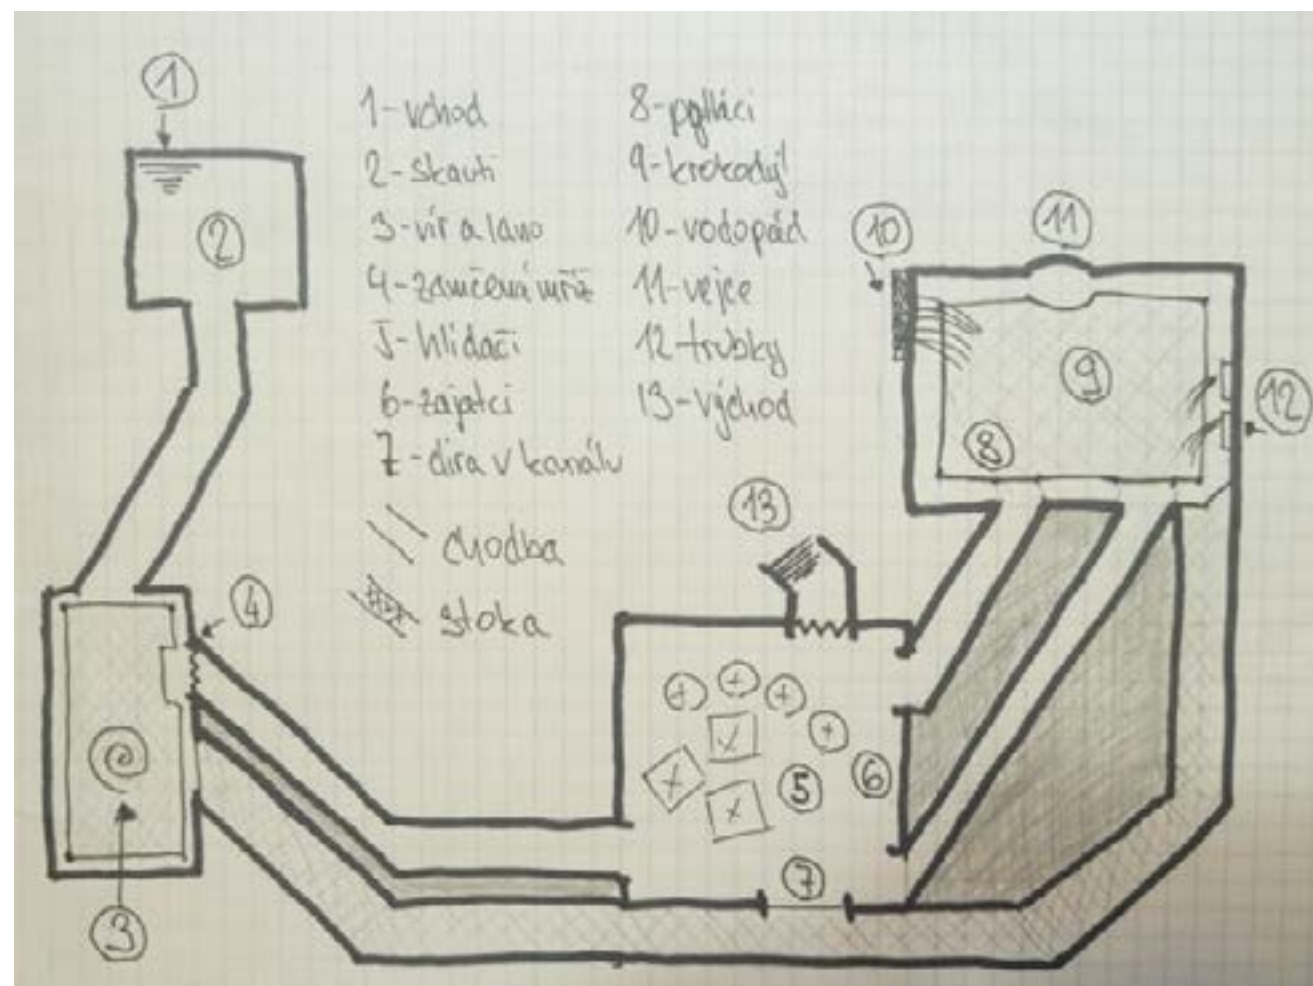 1
1-vchod
2-skauti
3-vír a lano
4-zamčená mříž
5-hlídači
6-zajatci
7-díra v kanálu
chodba
stoka
8-pytláci
9-krokodýl
10-vodopád
11-vejce
12-trubky
13-východ
2
10
11
9
12
8
13
4
5
6
7
3